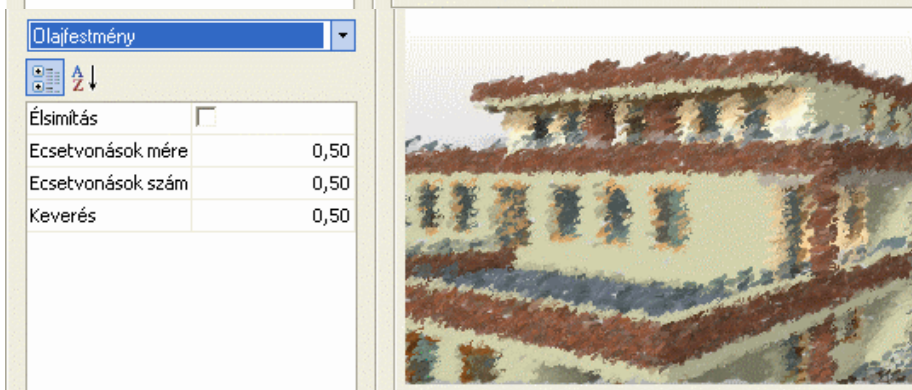 Olajfestmény
A
Z
Élsimítás
Ecsetvonások mére 0,50
Ecsetvonások szám 0,50
Keverés 0,50